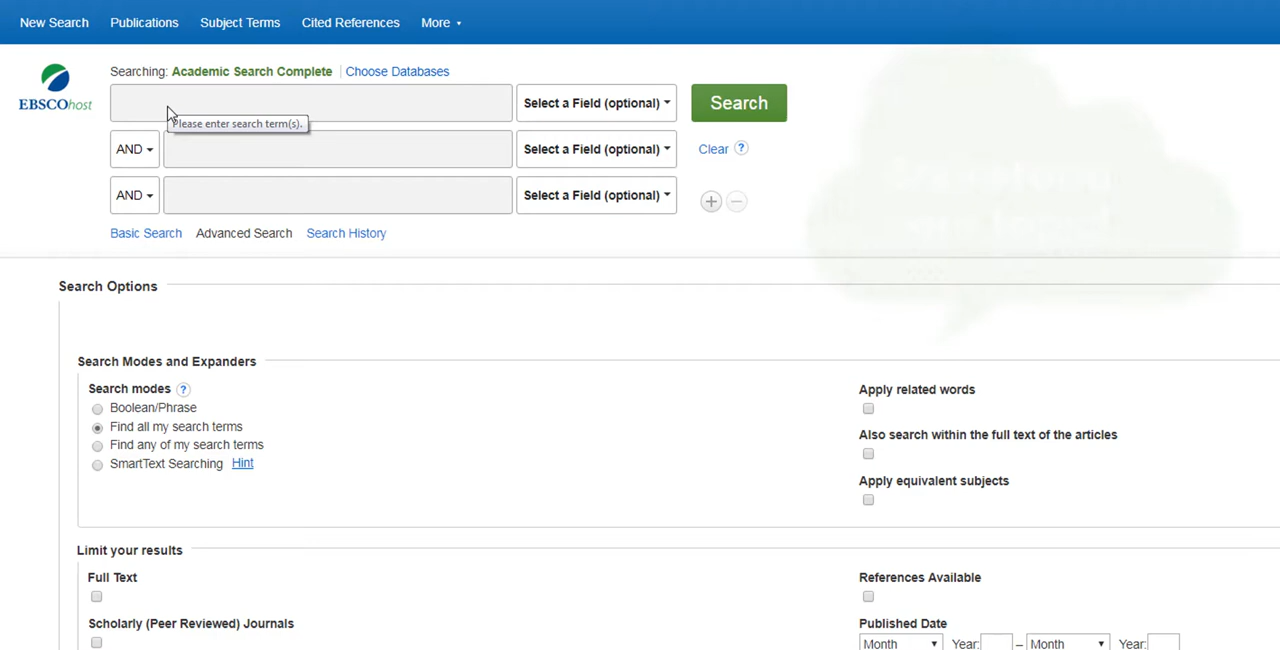 New Search Publications Subject Terms Cited References More
Searching: Academic Search Complete Choose Databases
EBSCOhost
Select a Field (optional) Search
Please enter search term(s).
AND Select a Field (optional) Clear ?
AND Select a Field (optional) + −
Basic Search Advanced Search Search History
Search Options
Search Modes and Expanders
Search modes ? Apply related words
Boolean/Phrase
Find all my search terms
Also search within the full text of the articles
Find any of my search terms
SmartText Searching Hint
Apply equivalent subjects
Limit your results
Full Text References Available
Scholarly (Peer Reviewed) Journals Published Date
Month Year: – Month Year: